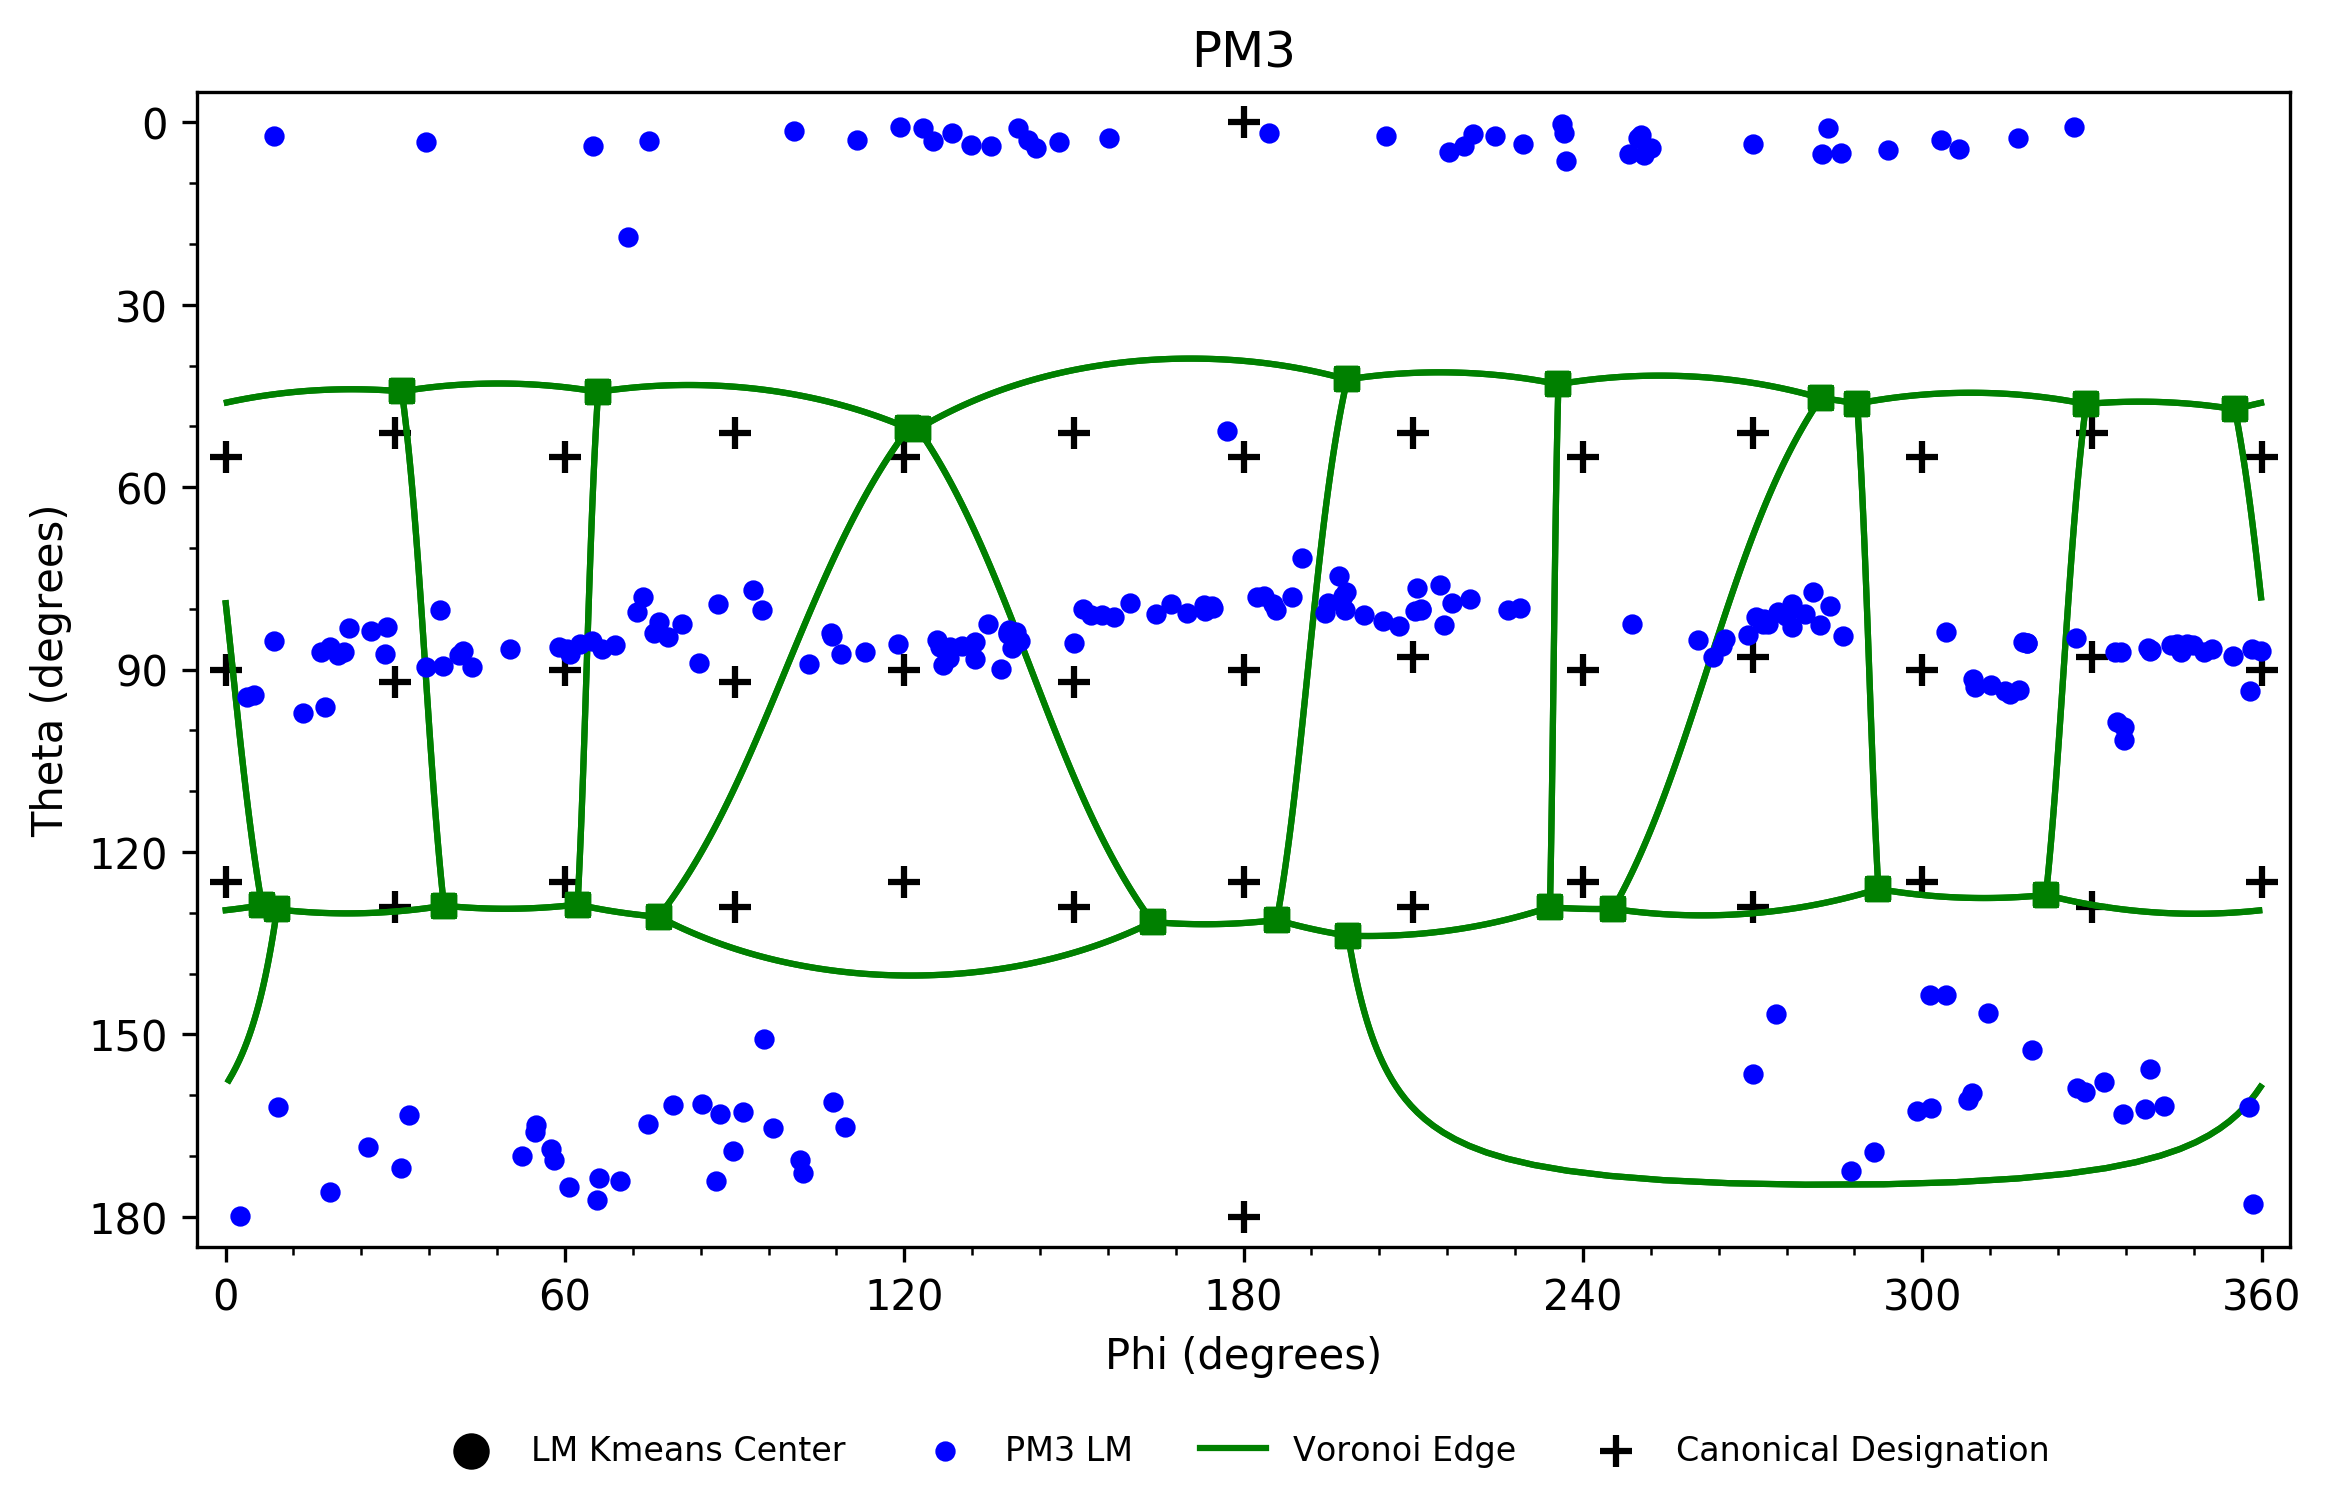 PM3
0
30
60
90
120
150
180
Theta (degrees)
0 60 120 180 240 300 360
Phi (degrees)
LM Kmeans Center PM3 LM Voronoi Edge Canonical Designation